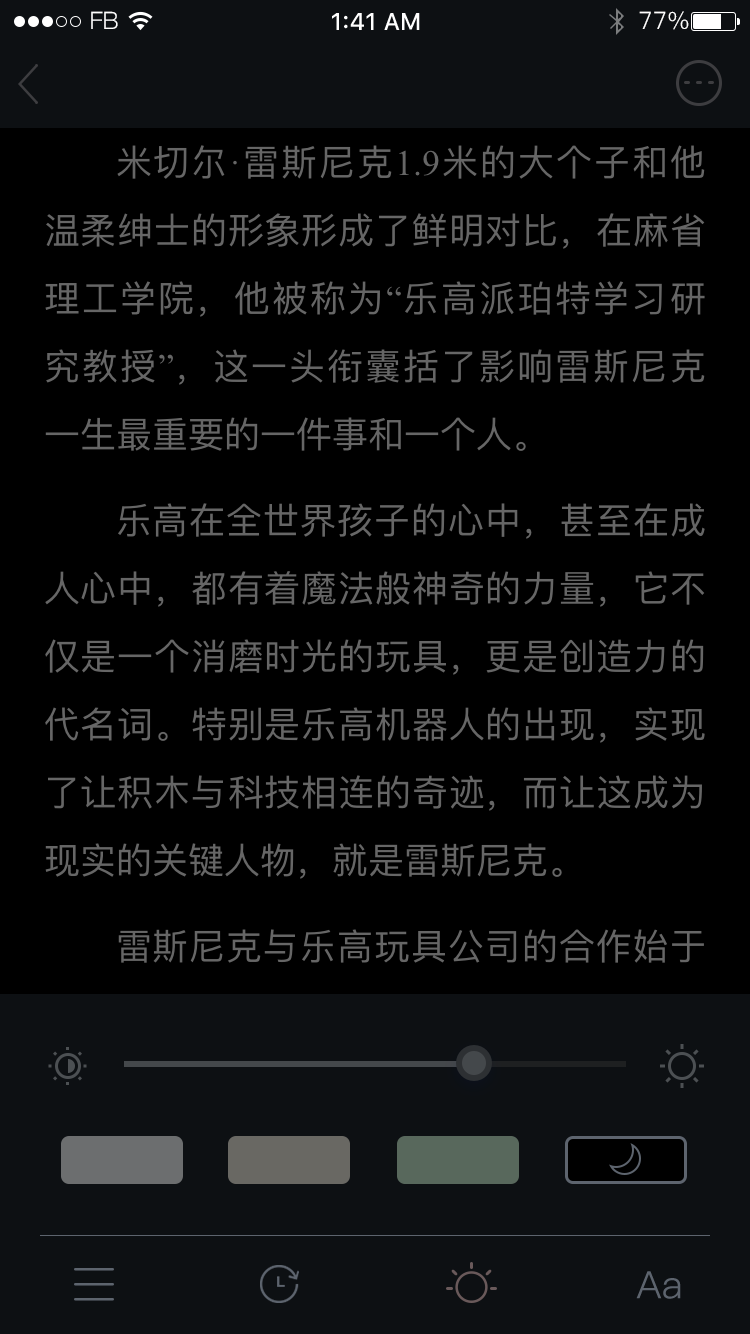 FB 1:41 AM 77%
米切尔·雷斯尼克1.9米的大个子和他
温柔绅士的形象形成了鲜明对比，在麻省
理工学院，他被称为“乐高派珀特学习研
究教授”，这一头衔囊括了影响雷斯尼克
一生最重要的一件事和一个人。
乐高在全世界孩子的心中，甚至在成
人心中，都有着魔法般神奇的力量，它不
仅是一个消磨时光的玩具，更是创造力的
代名词。特别是乐高机器人的出现，实现
了让积木与科技相连的奇迹，而让这成为
现实的关键人物，就是雷斯尼克。
雷斯尼克与乐高玩具公司的合作始于
Aa